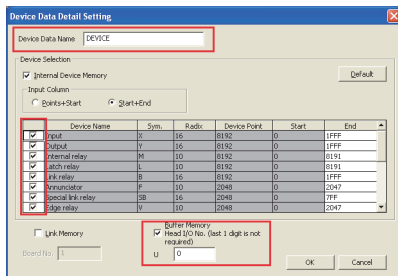 Device Data Detail Setting
Device Data Name DEVICE
Device Selection
Internal Device Memory Default
Input Column
Points+Start Start+End
Device Name Sym. Radix Device Point Start End
Input X 16 8192 0 1FFF
Output Y 16 8192 0 1FFF
Internal relay M 10 8192 0 8191
Latch relay L 10 8192 0 8191
Link relay B 16 8192 0 1FFF
Annunciator F 10 2048 0 2047
Special link relay SB 16 2048 0 7FF
Edge relay V 10 2048 0 2047
Link Memory
Board No. 1
Buffer Memory
Head I/O No. (last 1 digit is not
required)
U 0
OK Cancel